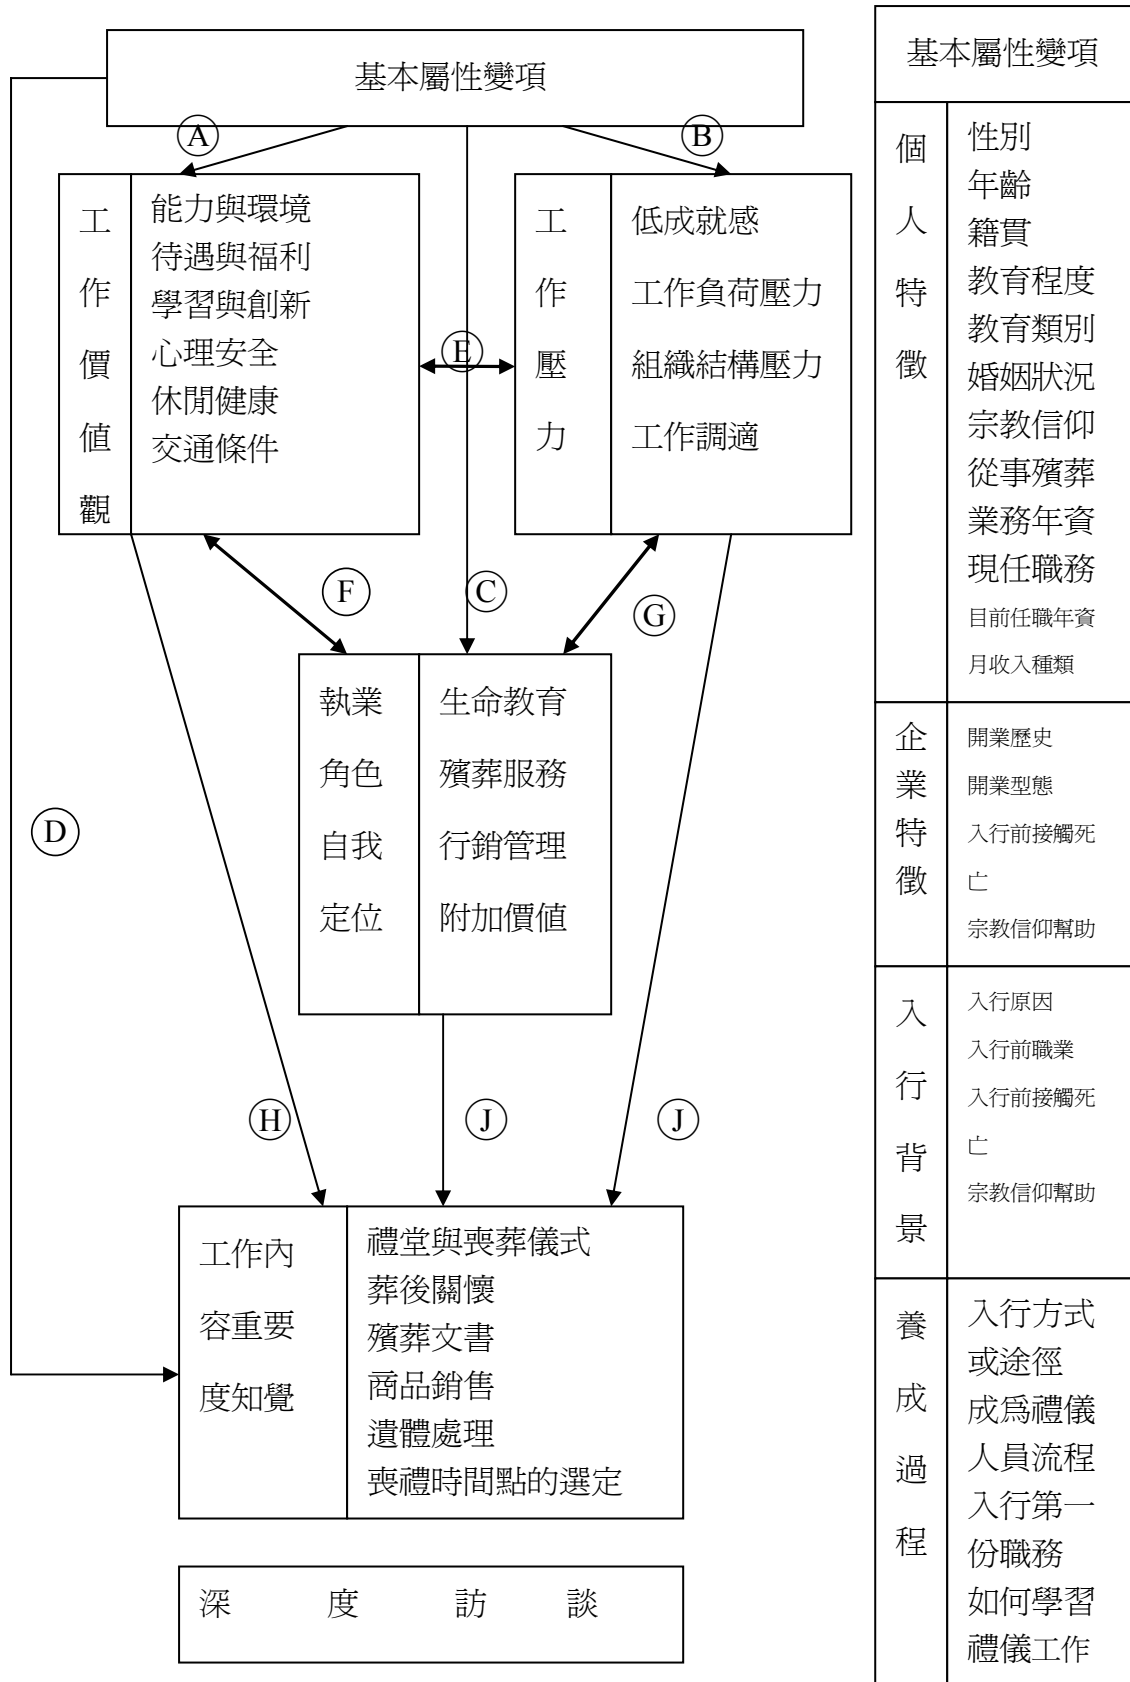 基本屬性變項
A
B
工作價值觀
能力與環境
待遇與福利
學習與創新
心理安全
休閒健康
交通條件
E
工作壓力
低成就感
工作負荷壓力
組織結構壓力
工作調適
F
C
G
D
執業
角色
自我
定位
生命教育
殯葬服務
行銷管理
附加價值
H
J
J
工作內
容重要
度知覺
禮堂與喪葬儀式
葬後關懷
殯葬文書
商品銷售
遺體處理
喪禮時間點的選定
深度訪談
基本屬性變項
個人特徵
性別
年齡
籍貫
教育程度
教育類別
婚姻狀況
宗教信仰
從事殯葬
業務年資
現任職務
目前任職年資
月收入種類
企業特徵
開業歷史
開業型態
入行前接觸死
亡
宗教信仰幫助
入行背景
入行原因
入行前職業
入行前接觸死
亡
宗教信仰幫助
養成過程
入行方式
或途徑
成為禮儀
人員流程
入行第一
份職務
如何學習
禮儀工作